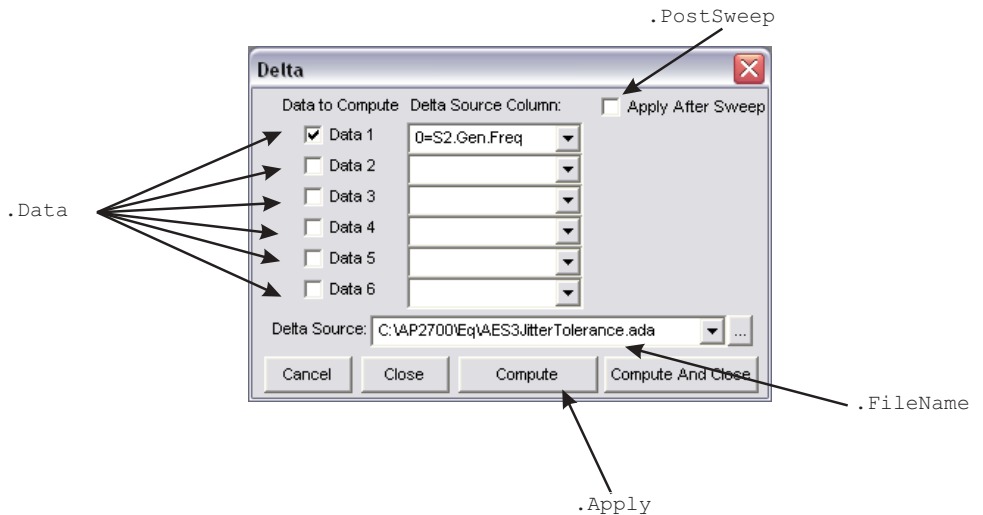 .PostSweep
Delta
Data to Compute Delta Source Column: Apply After Sweep
Data 1 0=S2.Gen.Freq
Data 2
Data 3
.Data
Data 4
Data 5
Data 6
Delta Source: C:\AP2700\Eq\AES3JitterTolerance.ada ...
Cancel Close Compute Compute And Close
.FileName
.Apply